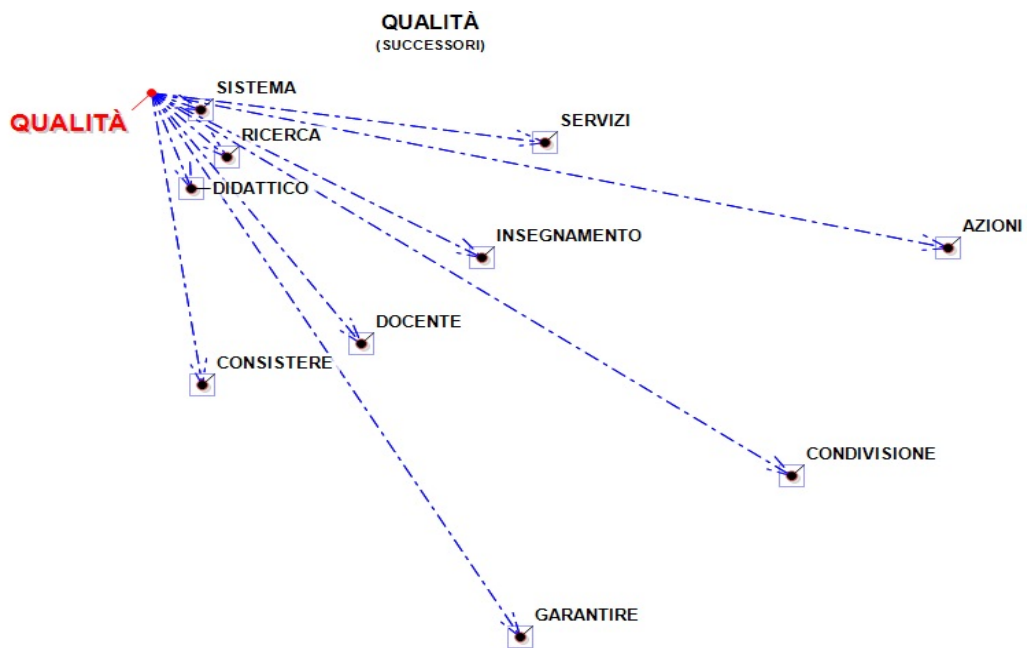 QUALITÀ
(SUCCESSORI)
SISTEMA
QUALITÀ
SERVIZI
RICERCA
DIDATTICO
INSEGNAMENTO
AZIONI
DOCENTE
CONSISTERE
CONDIVISIONE
GARANTIRE